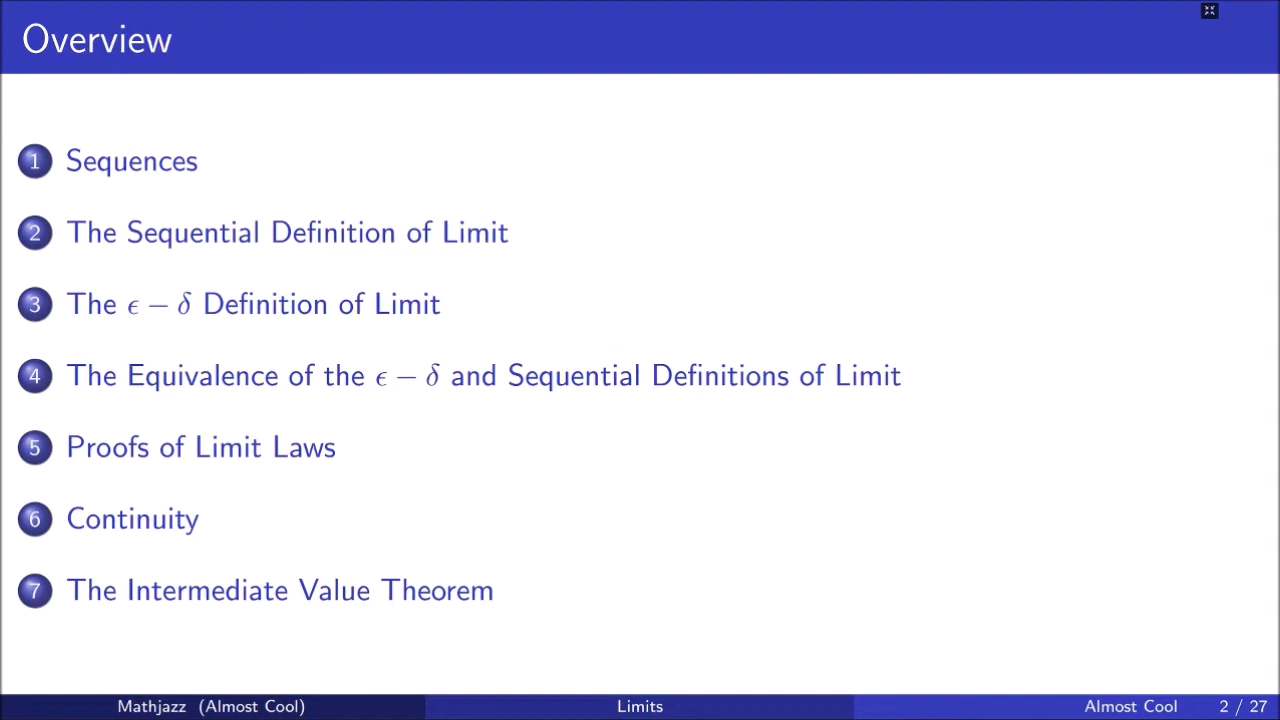 Overview
1 Sequences
2 The Sequential Definition of Limit
3 The ϵ − δ Definition of Limit
4 The Equivalence of the ϵ − δ and Sequential Definitions of Limit
5 Proofs of Limit Laws
6 Continuity
7 The Intermediate Value Theorem
Mathjazz (Almost Cool) Limits Almost Cool 2 / 27